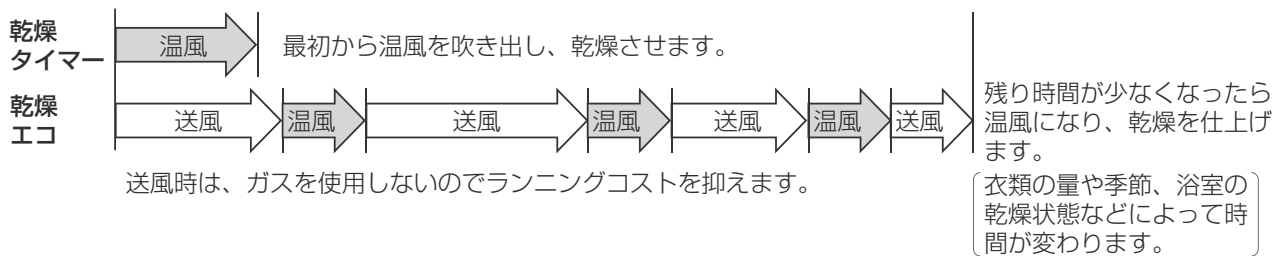 乾燥
タイマー
温風
最初から温風を吹き出し、乾燥させます。
乾燥
エコ
送風
温風
送風
温風
送風
温風
送風
残り時間が少なくなったら
温風になり、乾燥を仕上げ
ます。
送風時は、ガスを使用しないのでランニングコストを抑えます。
衣類の量や季節、浴室の
乾燥状態などによって時
間が変わります。